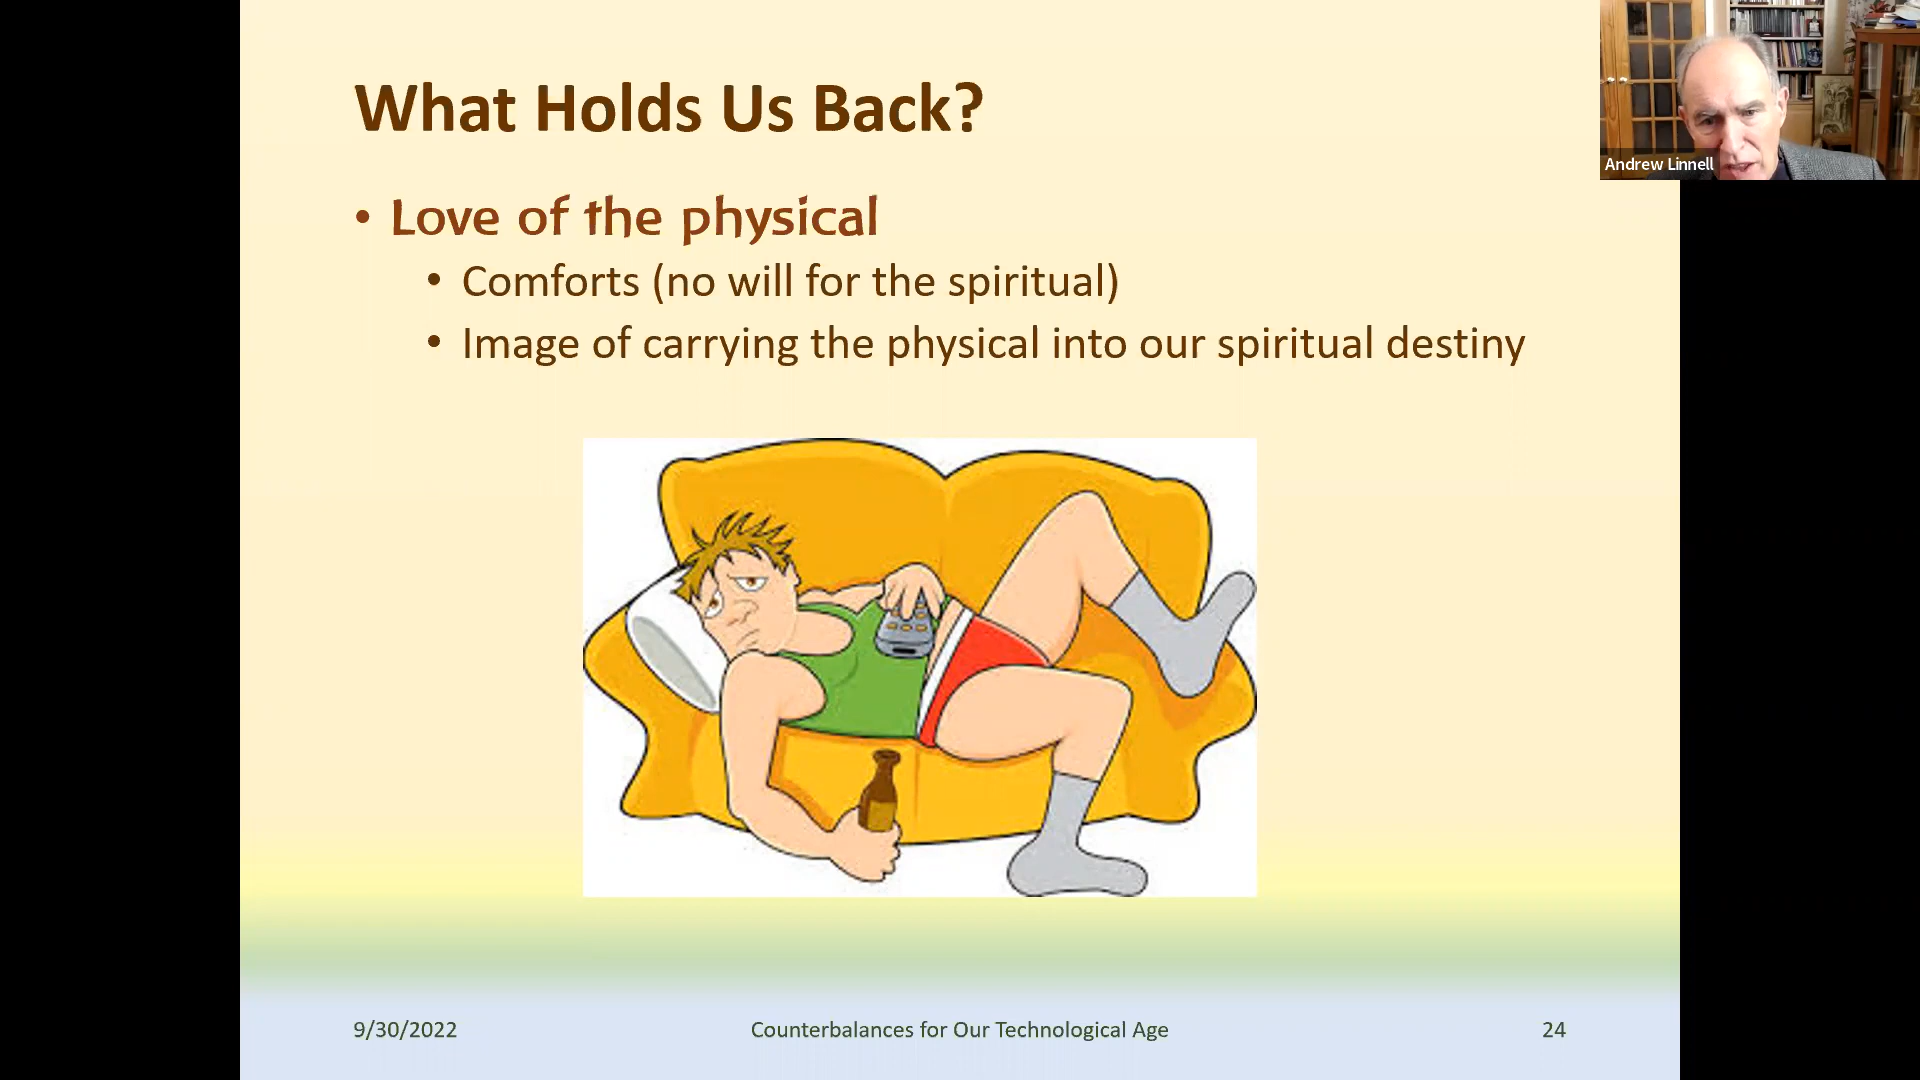 What Holds Us Back?
Andrew Linnell
• Love of the physical
• Comforts (no will for the spiritual)
• Image of carrying the physical into our spiritual destiny
9/30/2022
Counterbalances for Our Technological Age
24